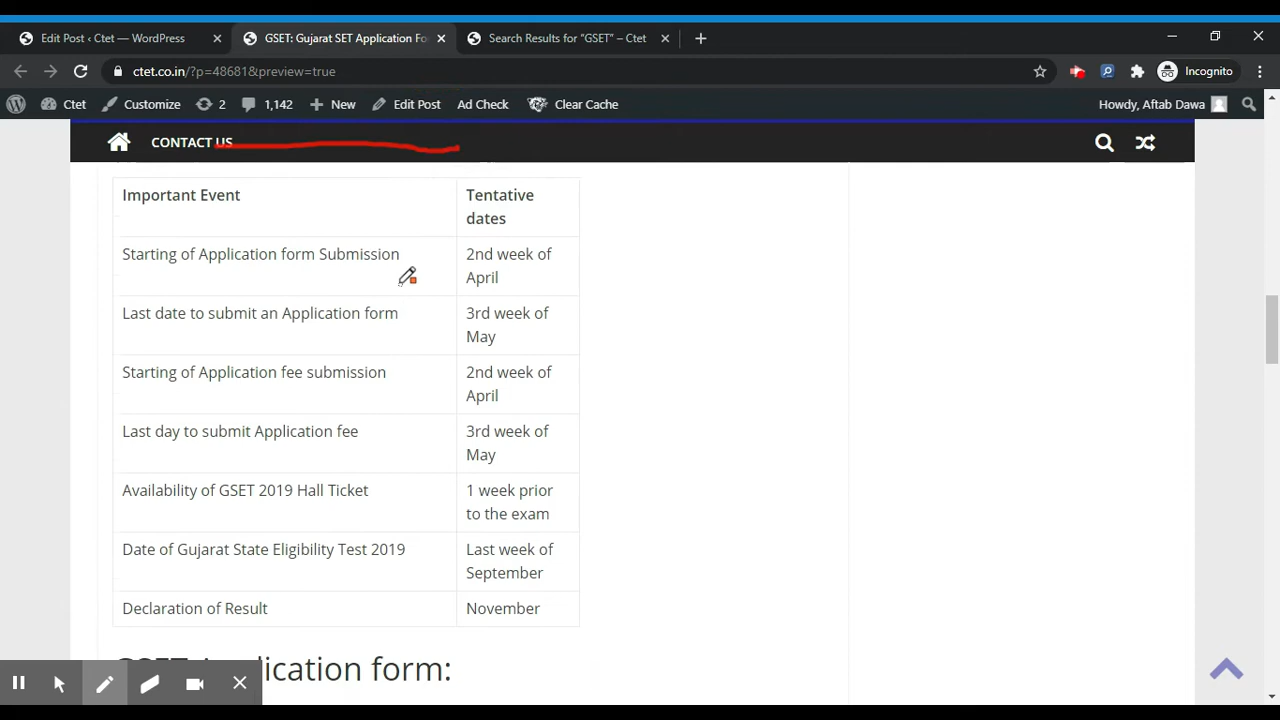 Edit Post ‹ Ctet — WordPress
GSET: Gujarat SET Application Fo
Search Results for “GSET” – Ctet
ctet.co.in/?p=48681&preview=true
Incognito
Ctet
Customize
2
1,142
New
Edit Post
Ad Check
Clear Cache
Howdy, Aftab Dawa
CONTACT US
Important Event
Tentative
dates
Starting of Application form Submission
2nd week of
April
Last date to submit an Application form
3rd week of
May
Starting of Application fee submission
2nd week of
April
Last day to submit Application fee
3rd week of
May
Availability of GSET 2019 Hall Ticket
1 week prior
to the exam
Date of Gujarat State Eligibility Test 2019
Last week of
September
Declaration of Result
November
GSET Application form: